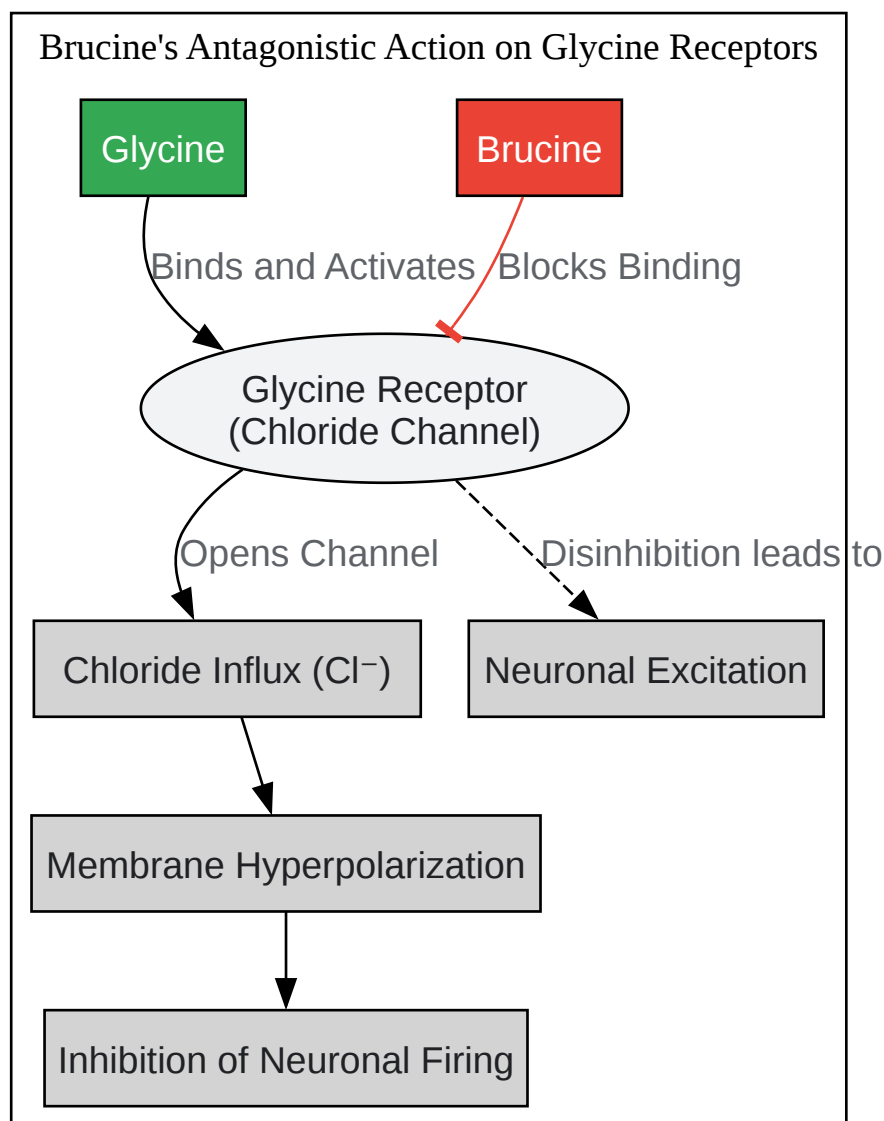 Brucine's Antagonistic Action on Glycine Receptors
Glycine
Brucine
Binds and Activates
Blocks Binding
Glycine Receptor
(Chloride Channel)
Opens Channel
Disinhibition leads to
Chloride Influx (Cl⁻)
Neuronal Excitation
Membrane Hyperpolarization
Inhibition of Neuronal Firing